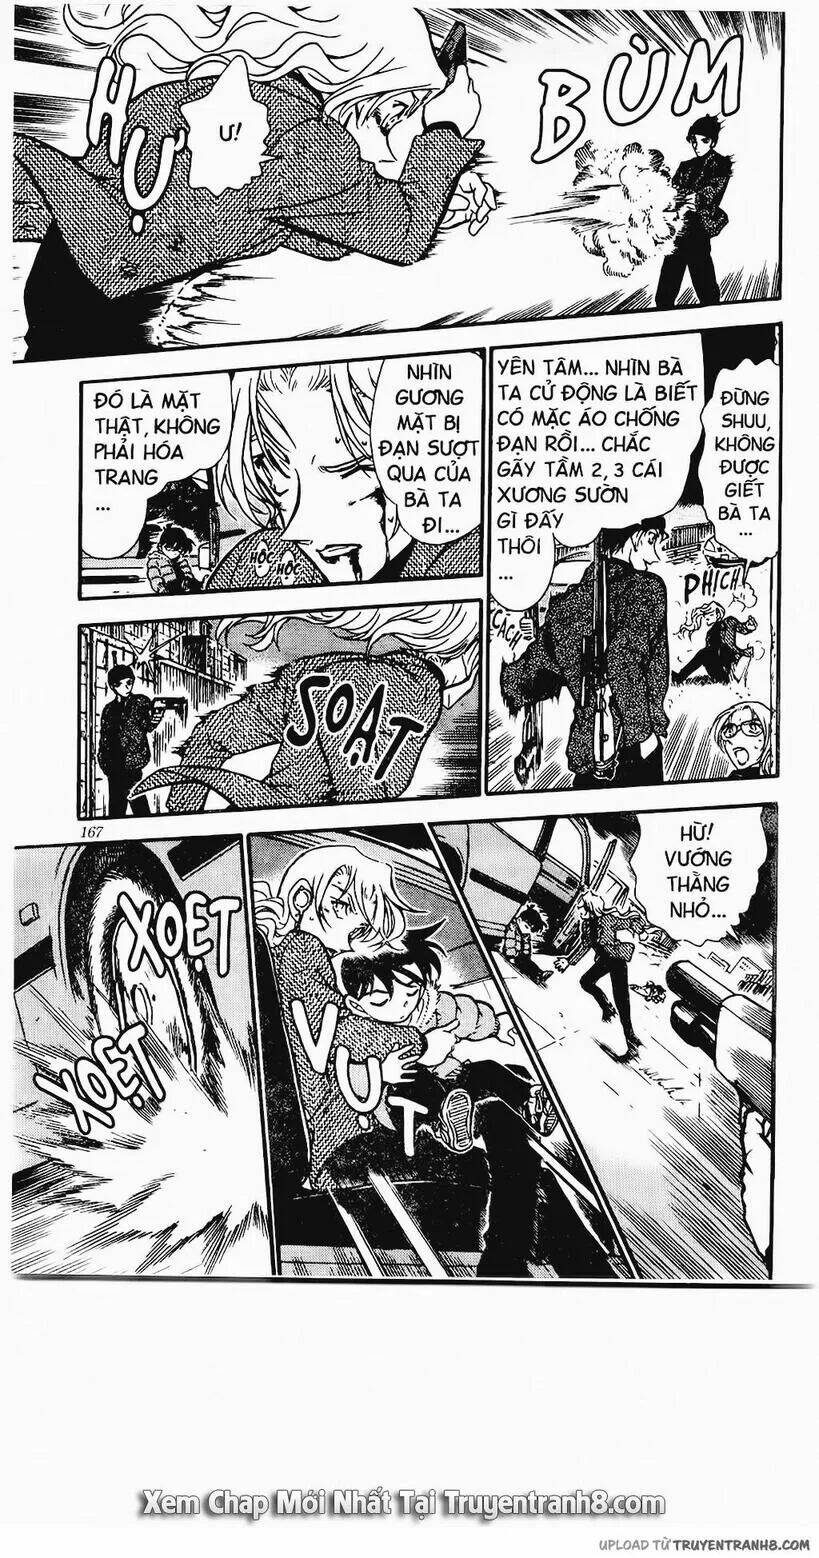 BÙM
HỰ
Ư!
ĐỪNG
SHUU,
KHÔNG
ĐƯỢC
GIẾT
BÀ TA
...
YÊN TÂM... NHÌN BÀ
TA CỬ ĐỘNG LÀ BIẾT
CÓ MẶC ÁO CHỐNG
ĐẠN RỒI... CHẮC
GÃY TẦM 2, 3 CÁI
XƯƠNG SƯỜN
GÌ ĐẤY
THÔI
...
PHỊCH
CÁCH
NHÌN
GƯƠNG
MẶT BỊ
ĐẠN SƯỢT
QUA CỦA
BÀ TA
ĐI...
ĐÓ LÀ MẶT
THẬT, KHÔNG
PHẢI HÓA
TRANG
...
HỘC
HỘC
SOẠT
167
HỪ!
VƯỚNG
THẰNG
NHỎ...
VỤT
XOẸT
XOẸT
Xem Chap Mới Nhất Tại Truyentranh8.com
UPLOAD TỪ TRUYENTRANH8.COM